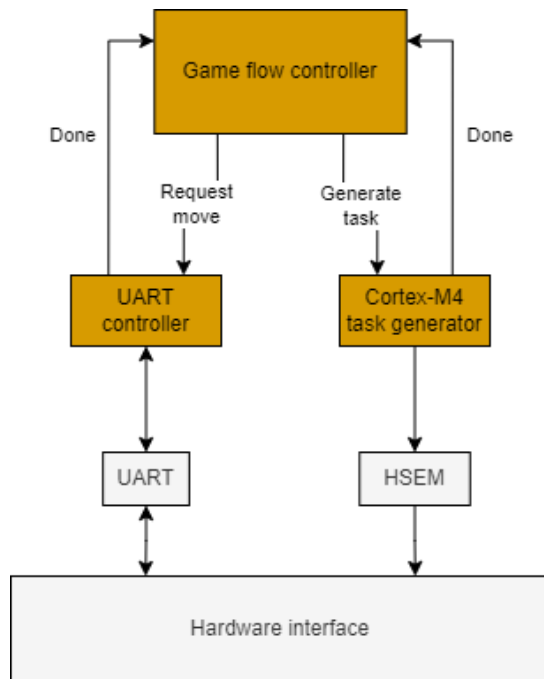 Game flow controller
Done
Done
Request
move
Generate
task
UART
controller
Cortex-M4
task generator
UART
HSEM
Hardware interface